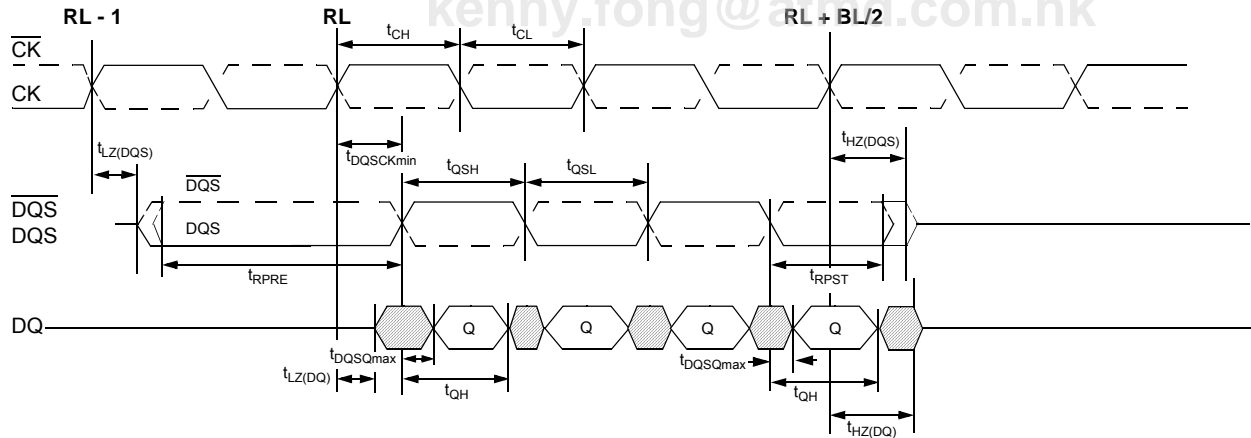 kenny.fong@a
d.com.hk
RL - 1
RL
RL + BL/2
tCH
tCL
CK
CK
tLZ(DQS)
tDQSCKmin
tHZ(DQS)
tQSH
tQSL
DQS
DQS
DQS
DQS
tRPRE
tRPST
DQ
Q
Q
Q
Q
tDQSQmax
tDQSQmax
tLZ(DQ)
tQH
tQH
tHZ(DQ)